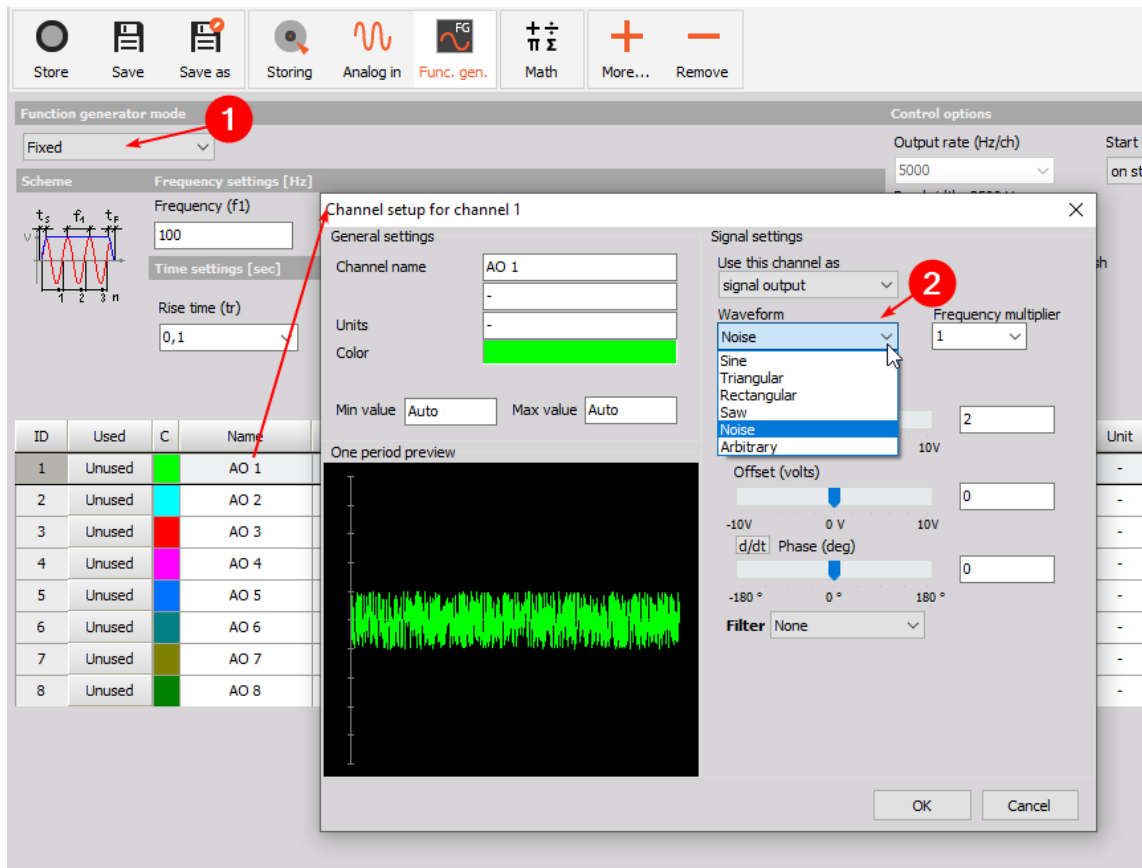 Store Save Save as Storing Analog in FG Func. gen. + ÷ π Σ Math More... Remove
Function generator mode 1 Control options
Fixed
Output rate (Hz/ch) Start
5000 on st
Scheme Frequency settings [Hz]
ts f1 tF
V
1 2 3 n
Frequency (f1)
100
Time settings [sec]
Rise time (tr)
0,1
Channel setup for channel 1
General settings
Channel name AO 1
-
Units -
Color
Min value Auto Max value Auto
One period preview
Signal settings
Use this channel as
signal output
2
Waveform Frequency multiplier
Noise 1
Sine
Triangular
Rectangular
Saw
Noise
Arbitrary
2
10V
Offset (volts)
0
-10V 0 V 10V
d/dt Phase (deg)
0
-180 ° 0 ° 180 °
Filter None
OK Cancel
sh
ID Used C. Name Unit
1 Unused AO 1 -
2 Unused AO 2 -
3 Unused AO 3 -
4 Unused AO 4 -
5 Unused AO 5 -
6 Unused AO 6 -
7 Unused AO 7 -
8 Unused AO 8 -